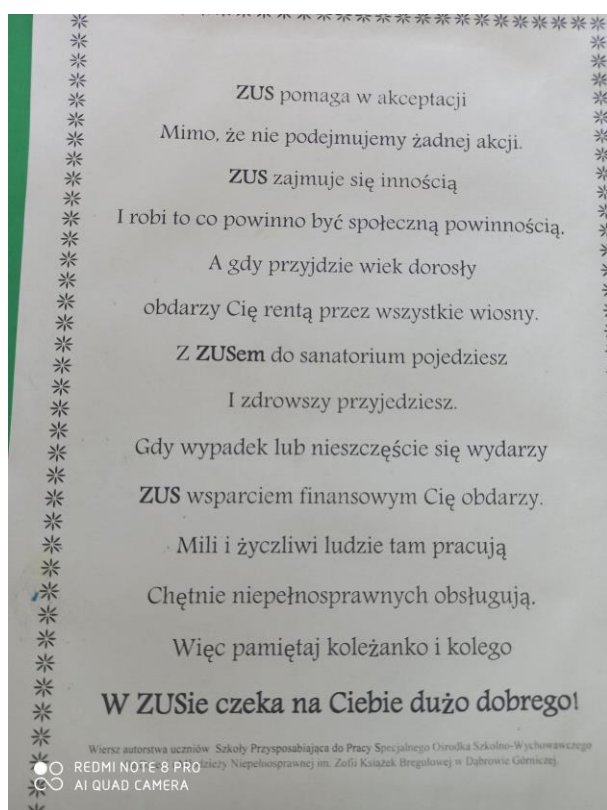 ZUS pomaga w akceptacji
Mimo, że nie podejmujemy żadnej akcji.
ZUS zajmuje się innością
I robi to co powinno być społeczną powinnością.
A gdy przyjdzie wiek dorosły
obdarzy Cię rentą przez wszystkie wiosny.
Z ZUSem do sanatorium pojedziesz
I zdrowszy przyjedziesz.
Gdy wypadek lub nieszczęście się wydarzy
ZUS wsparciem finansowym Cię obdarzy.
Mili i życzliwi ludzie tam pracują
Chętnie niepełnosprawnych obsługują.
Więc pamiętaj koleżanko i kolego
W ZUSie czeka na Ciebie dużo dobrego!
Wiersz autorstwa uczniów Szkoły Przysposabiająca do Pracy Specjalnego Ośrodka Szkolno-Wychowawczego
Niepełnosprawnej im. Zofii Książek Bregułowej w Dąbrowie Górniczej.
REDMI NOTE 8 PRO
AI QUAD CAMERA